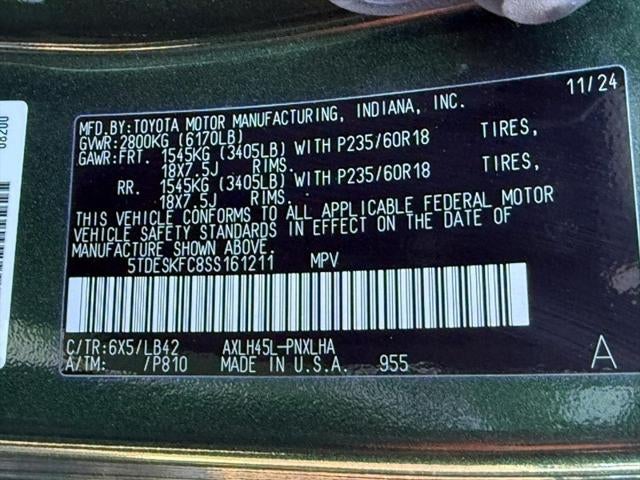 11/24
MFD.BY:TOYOTA MOTOR MANUFACTURING, INDIANA, INC.
GVWR:2800KG (6170LB)
GAWR:FRT. 1545KG (3405LB) WITH P235/60R18 TIRES,
18X7.5J RIMS.
RR. 1545KG (3405LB) WITH P235/60R18 TIRES,
18X7.5J RIMS.
THIS VEHICLE CONFORMS TO ALL APPLICABLE FEDERAL MOTOR
VEHICLE SAFETY STANDARDS IN EFFECT ON THE DATE OF
MANUFACTURE SHOWN ABOVE.
5TDESKFC8SS161211 MPV
C/TR:6X5/LB42 AXLH45L-PNXLHA
A/TM: /P810 MADE IN U.S.A. 955
A